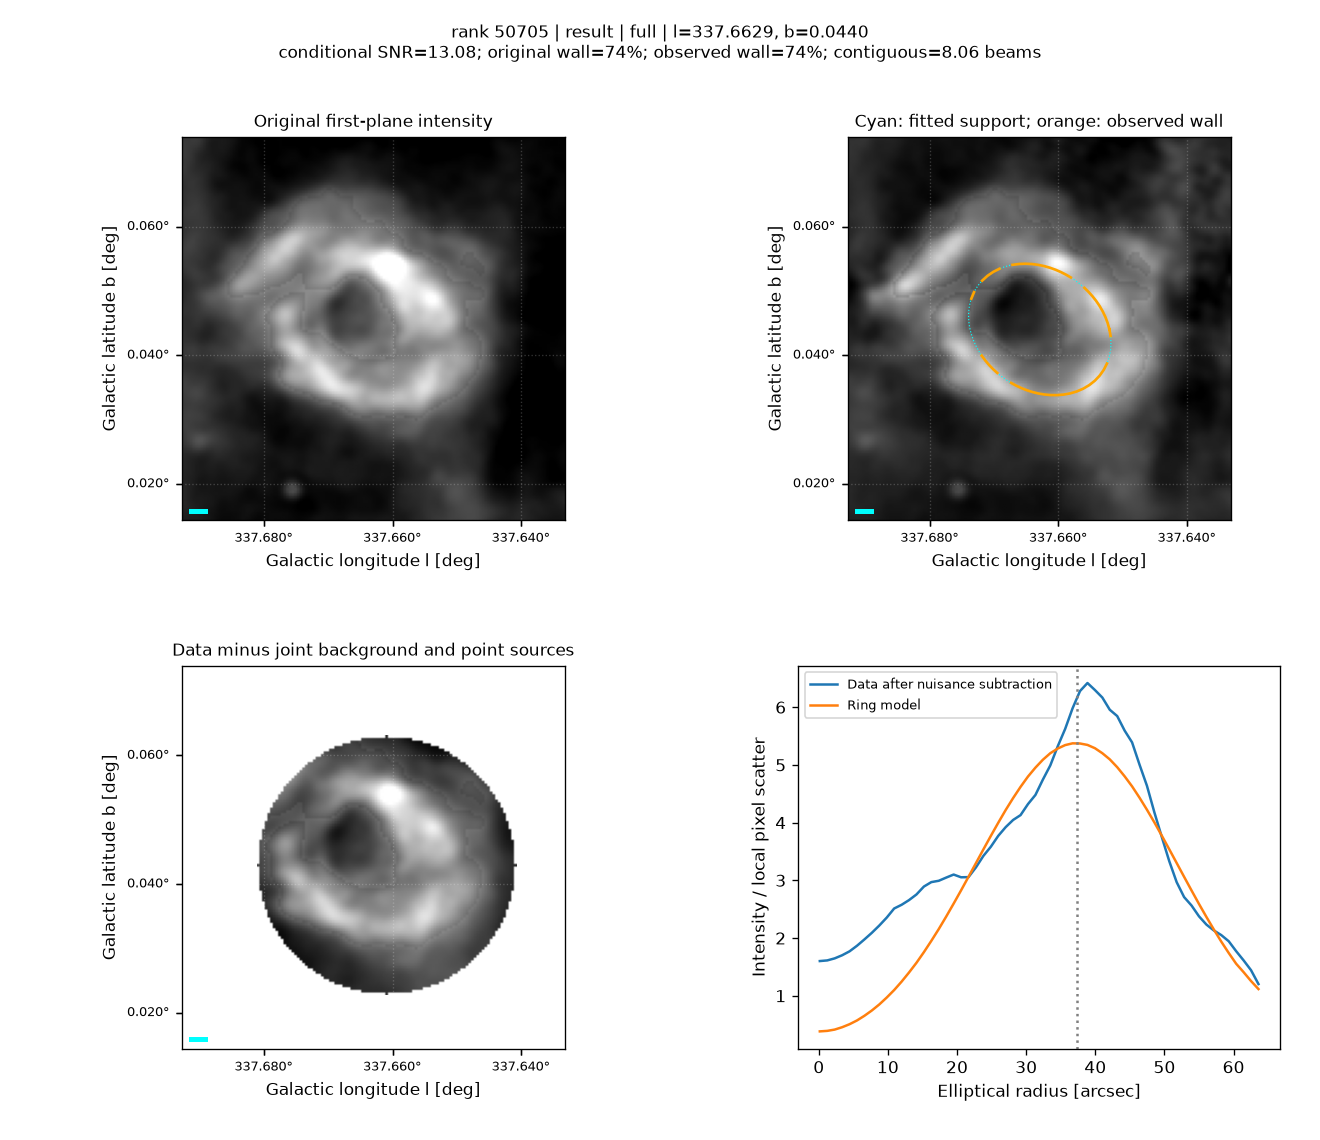 rank 50705 | result | full | l=337.6629, b=0.0440
conditional SNR=13.08; original wall=74%; observed wall=74%; contiguous=8.06 beams
Original first-plane intensity
Galactic latitude b [deg]
0.060°
0.040°
0.020°
337.680°
337.660°
337.640°
Galactic longitude l [deg]
Cyan: fitted support; orange: observed wall
Galactic latitude b [deg]
0.060°
0.040°
0.020°
337.680°
337.660°
337.640°
Galactic longitude l [deg]
Data minus joint background and point sources
Galactic latitude b [deg]
0.060°
0.040°
0.020°
337.680°
337.660°
337.640°
Galactic longitude l [deg]
Data after nuisance subtraction
Ring model
Intensity / local pixel scatter
6
5
4
3
2
1
0
10
20
30
40
50
60
Elliptical radius [arcsec]